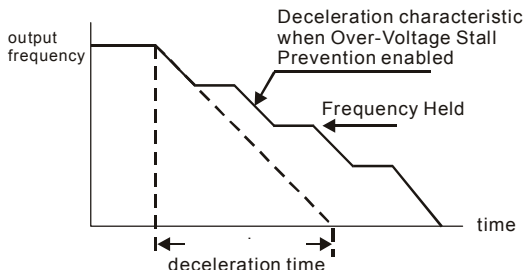 Deceleration characteristic
when Over-Voltage Stall
Prevention enabled
output
frequency
Frequency Held
time
deceleration time